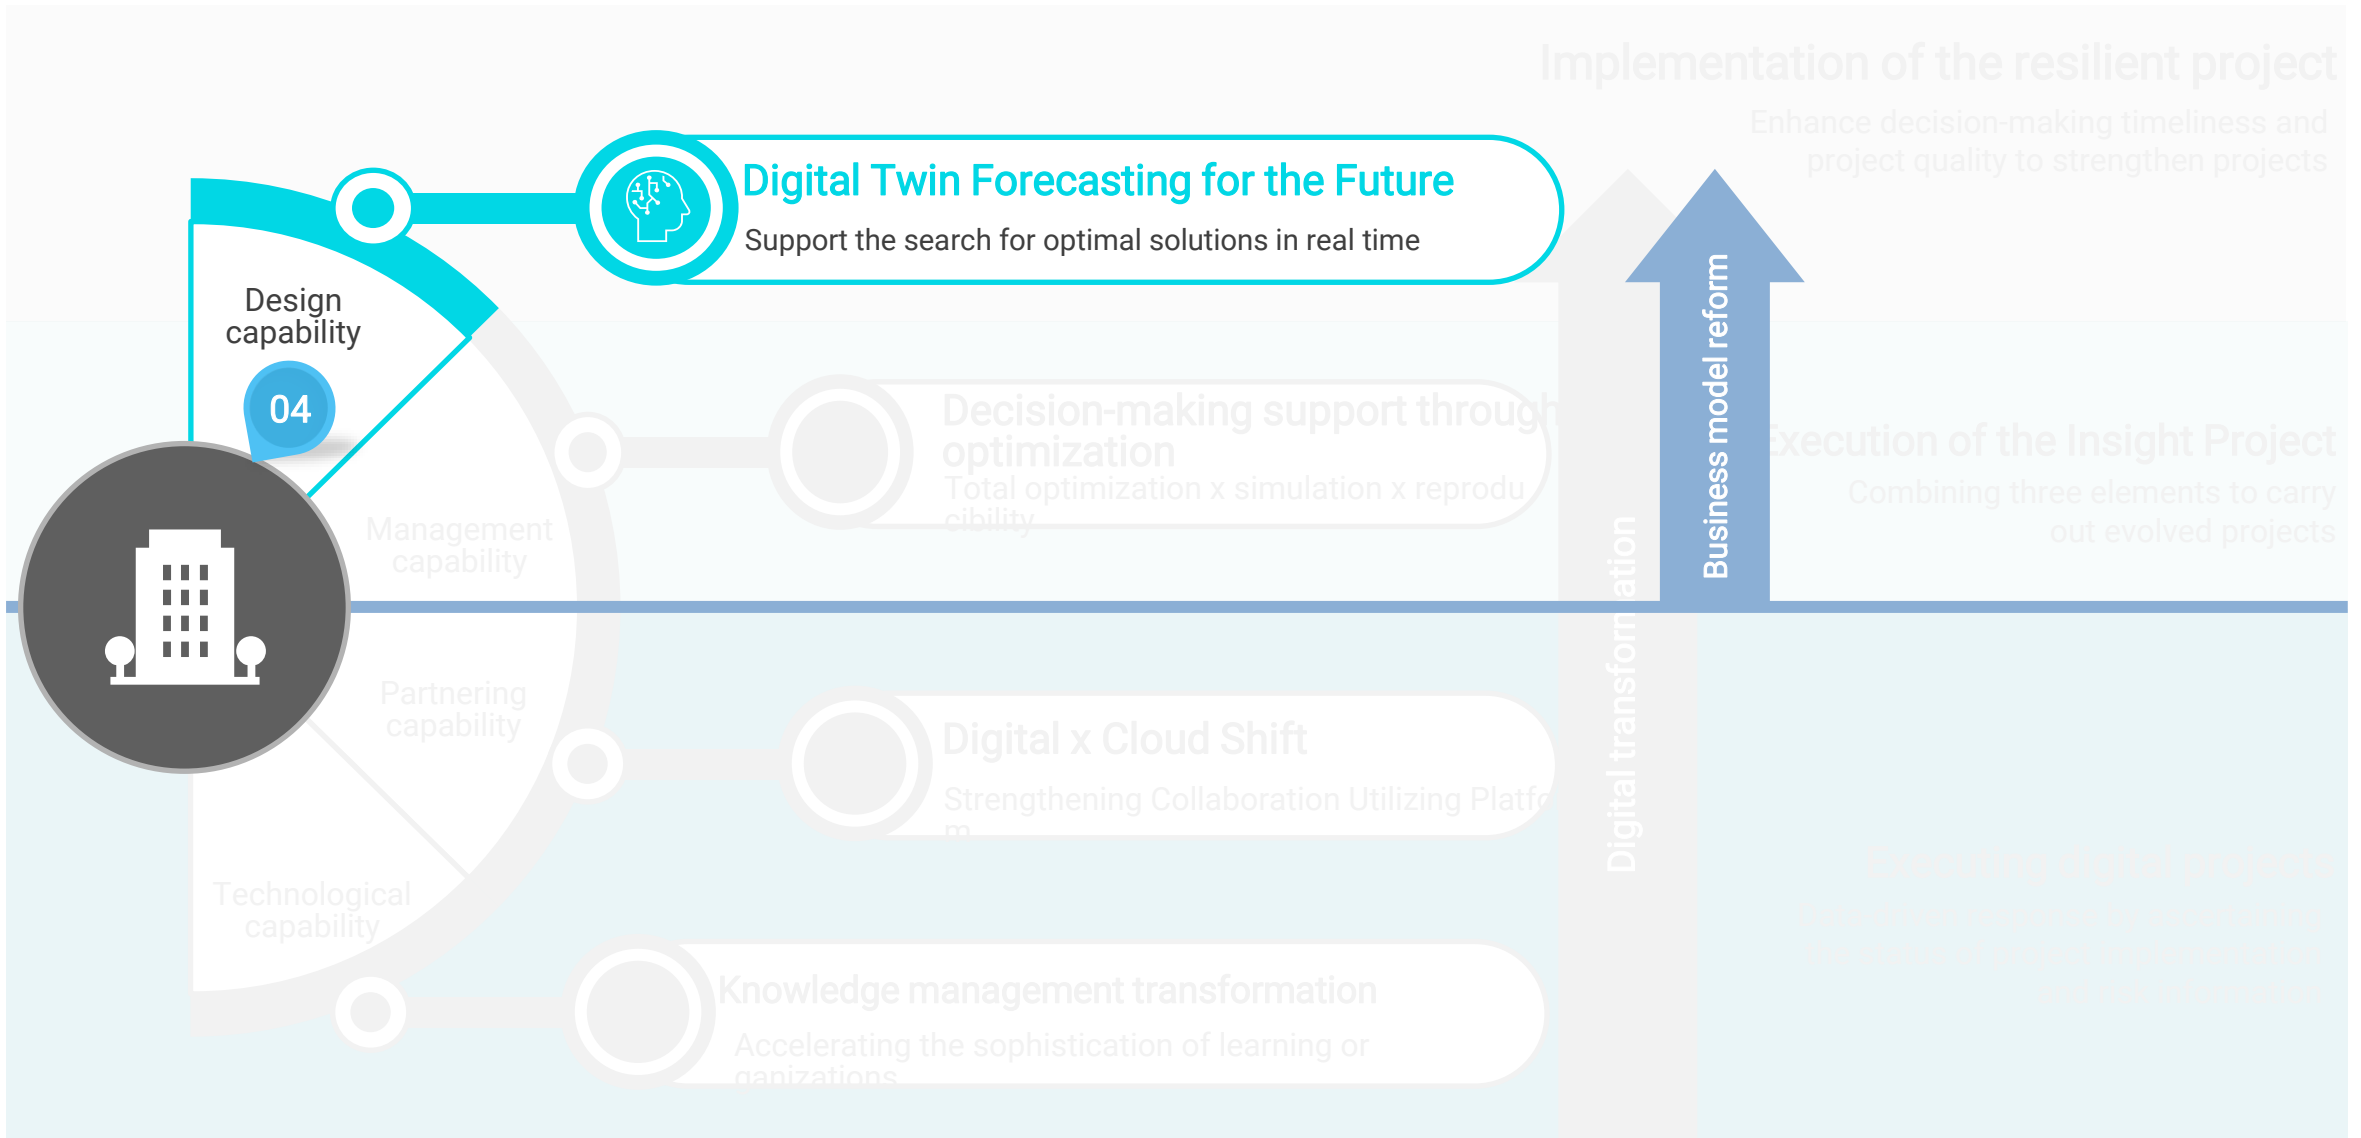 Implementation of the resilient project
Enhance decision-making timeliness and
project quality to strengthen projects
Digital Twin Forecasting for the Future
Support the search for optimal solutions in real time
Design
capability
04
Business model reform
Decision-making support through
optimization
Total optimization x simulation x reprodu
cibility
Execution of the Insight Project
Combining three elements to carry
out evolved projects
Management
capability
Digital transformation
Partnering
capability
Digital x Cloud Shift
Strengthening Collaboration Utilizing Platfo
m
Technological
capability
Knowledge management transformation
Accelerating the sophistication of learning or
ganizations